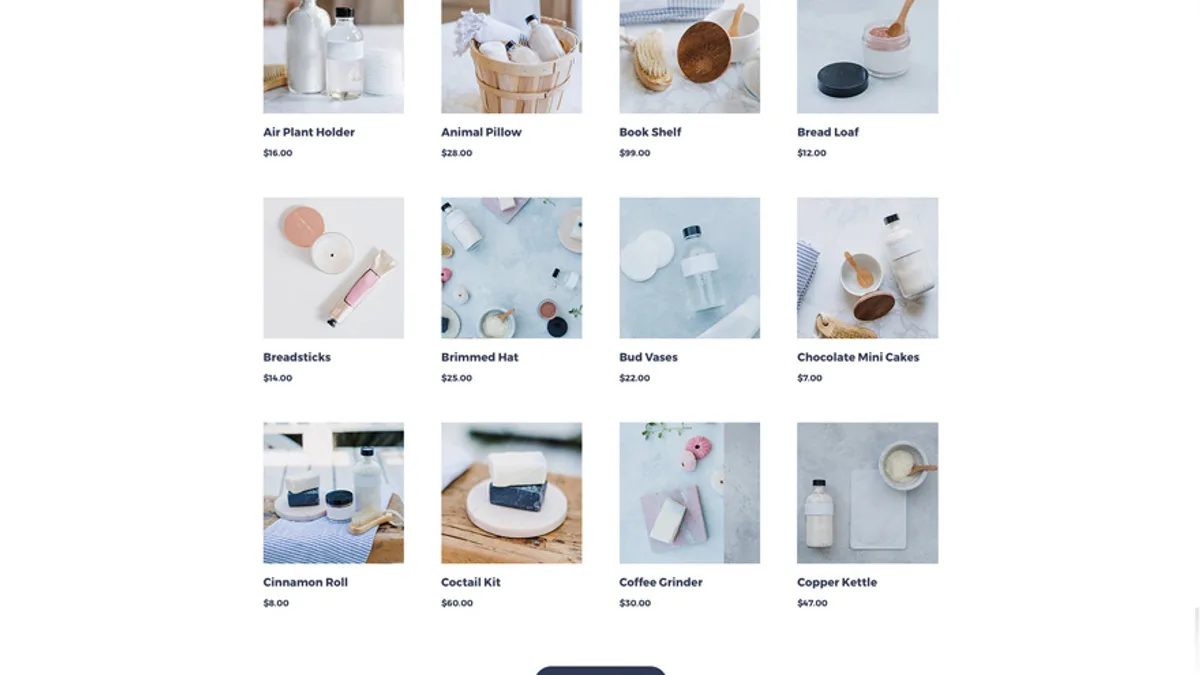 Air Plant Holder
$16.00
Animal Pillow
$28.00
Book Shelf
$99.00
Bread Loaf
$12.00
Breadsticks
$14.00
Brimmed Hat
$25.00
Bud Vases
$22.00
Chocolate Mini Cakes
$7.00
Cinnamon Roll
$8.00
Coctail Kit
$60.00
Coffee Grinder
$30.00
Copper Kettle
$47.00